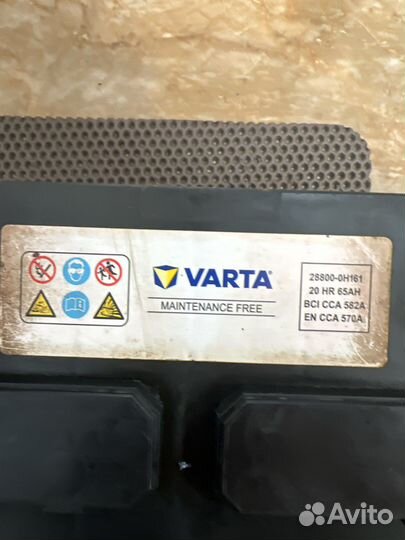 VARTA
MAINTENANCE FREE
28800-0H161
20 HR 65AH
BCI CCA 582A
EN CCA 570A
Avito